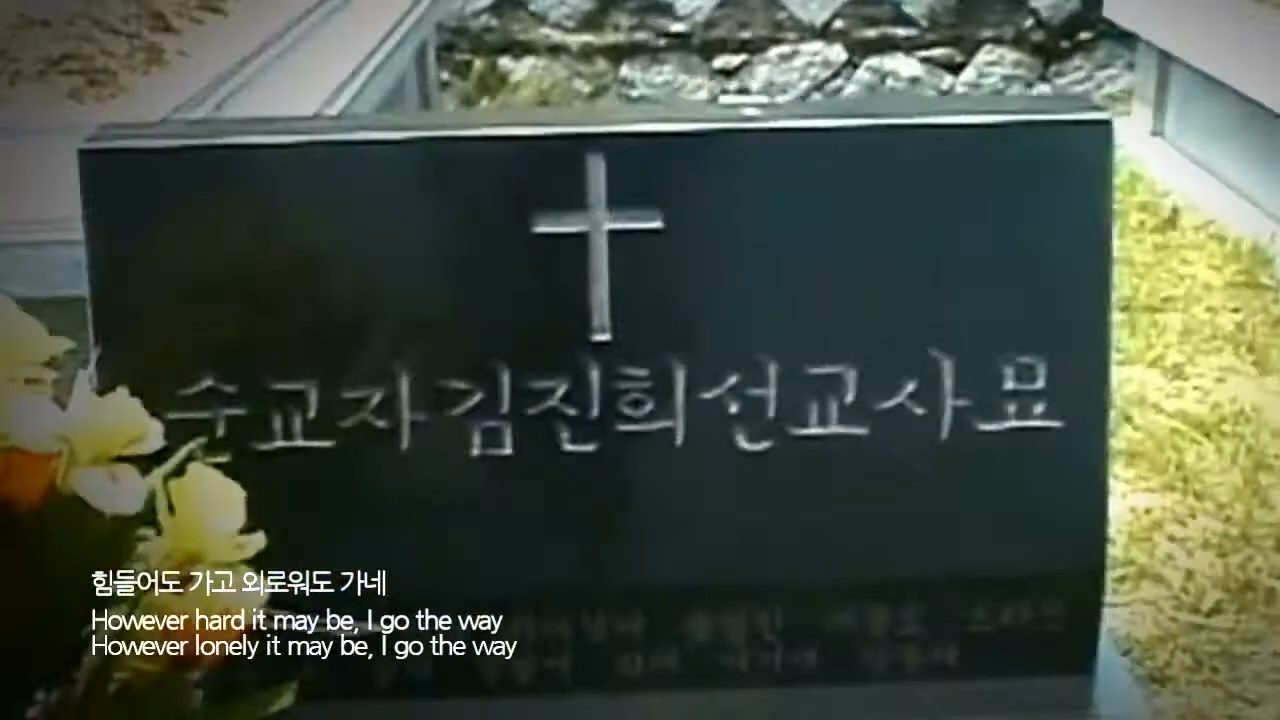 순교자김진희선교사묘
힘들어도 가고 외로워도 가네
However hard it may be, I go the way
However lonely it may be, I go the way